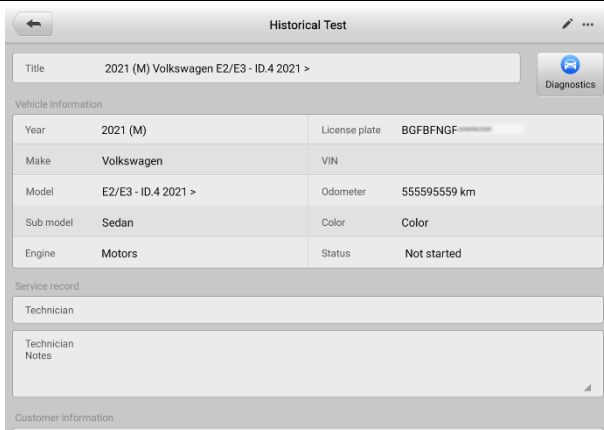 Historical Test
Title 2021 (M) Volkswagen E2/E3 - ID.4 2021 >
Diagnostics
Vehicle Information
Year 2021 (M) License plate BGFBFNGF
Make Volkswagen VIN
Model E2/E3 - ID.4 2021 > Odometer 555595559 km
Sub model Sedan Color Color
Engine Motors Status Not started
Service record
Technician
Technician
Notes
Customer information